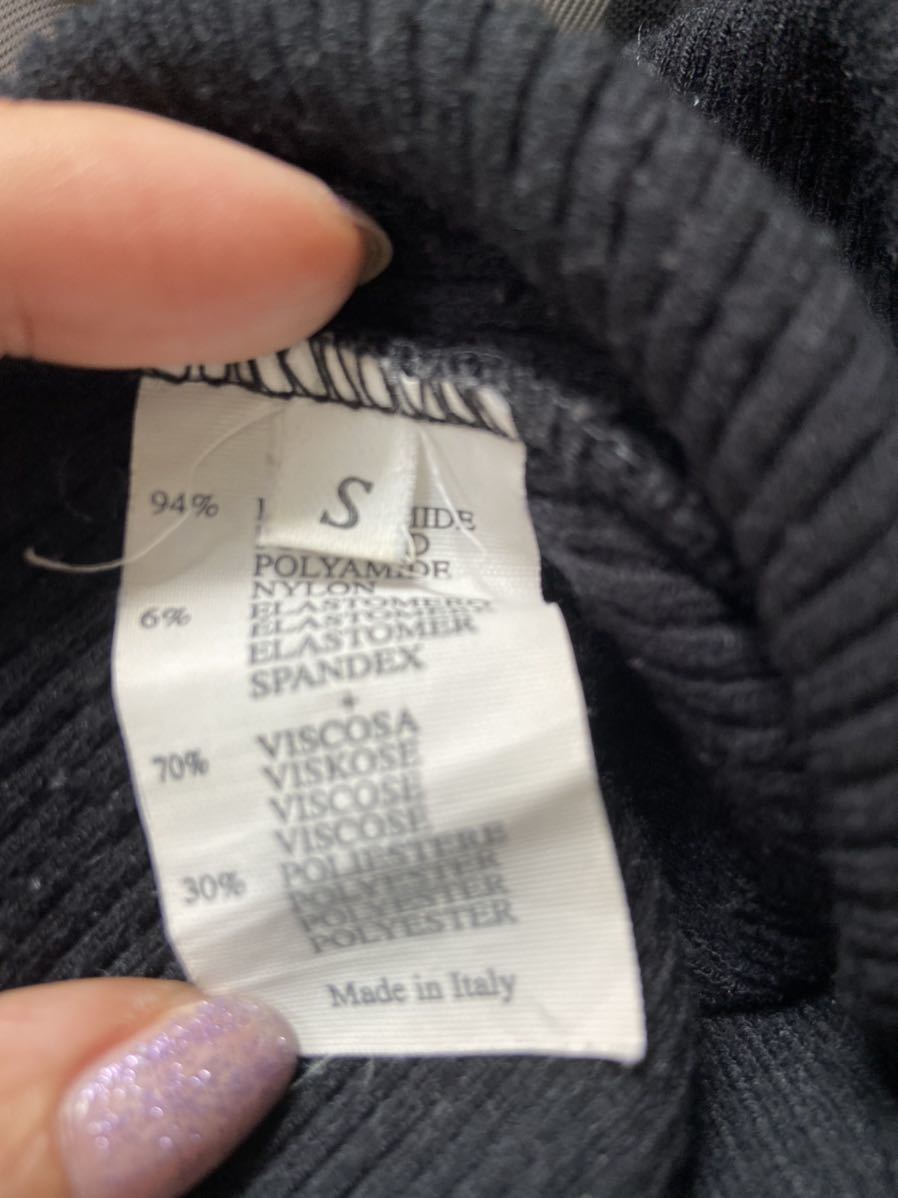 S
94%
POLYAMIDE
NYLON
6% ELASTOMERO
ELASTOMER
ELASTOMER
SPANDEX
+
70% VISCOSA
VISKOSE
VISCOSE
VISCOSE
30% POLIESTERE
POLYESTER
POLYESTER
POLYESTER
Made in Italy